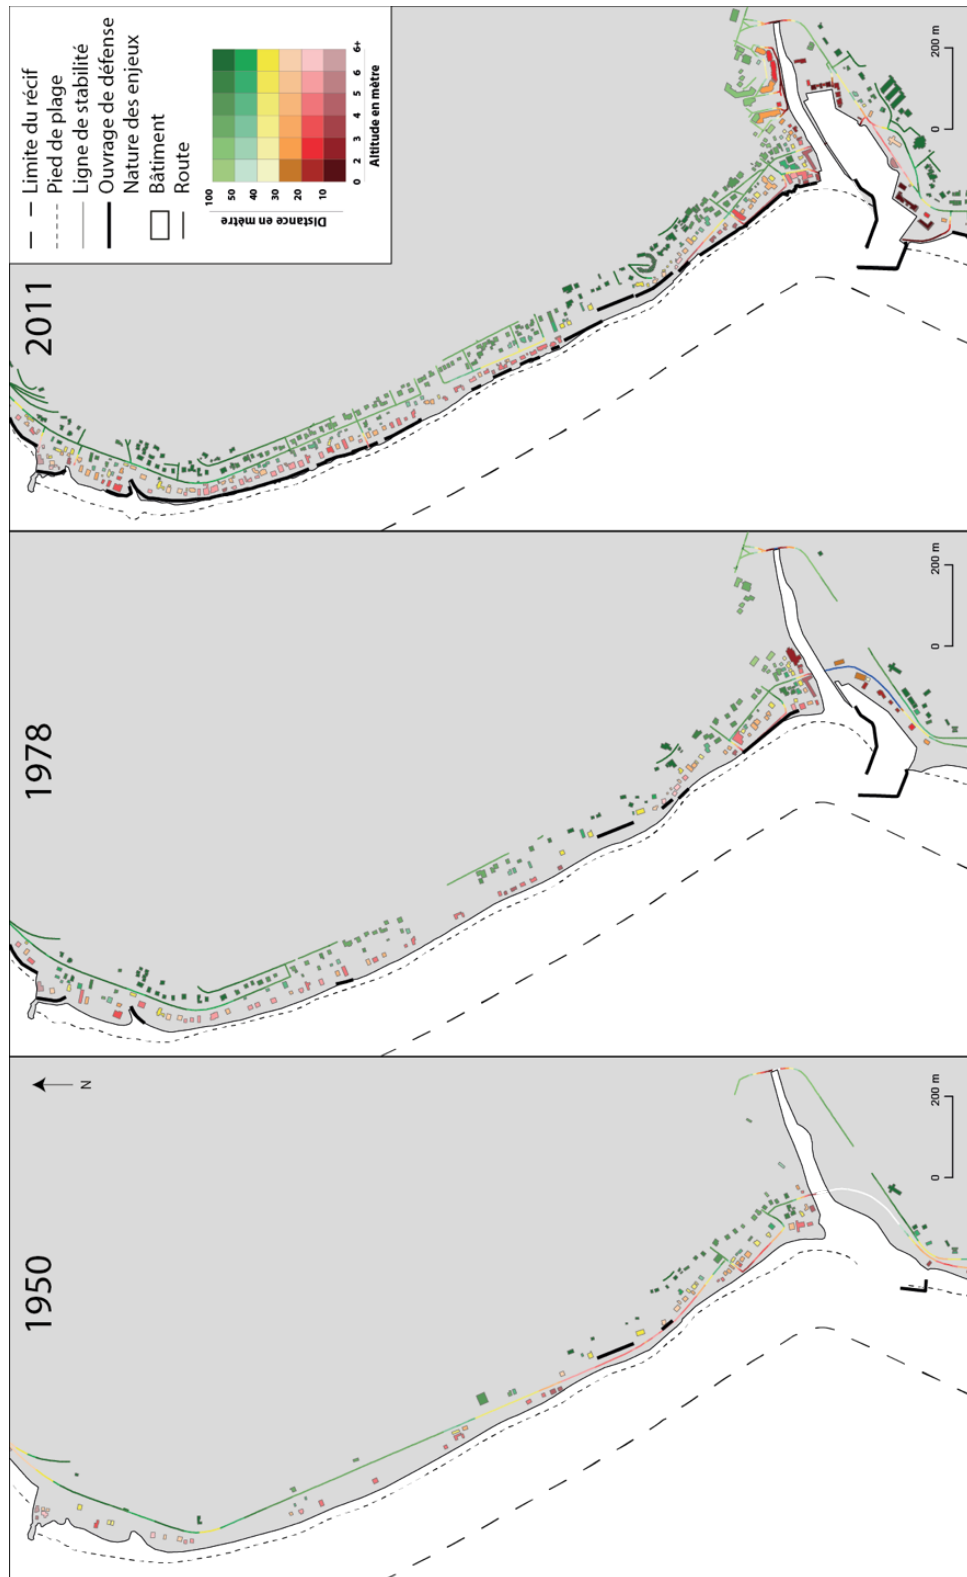 2011
Limite du récif
Pied de plage
Ligne de stabilité
Ouvrage de défense
Nature des enjeux
Bâtiment
Route
100
50
40
30
20
10
Distance en mètre
0
2
3
4
5
6
6+
Altitude en mètre
0
200 m
1978
0
200 m
1950
N
0
200 m